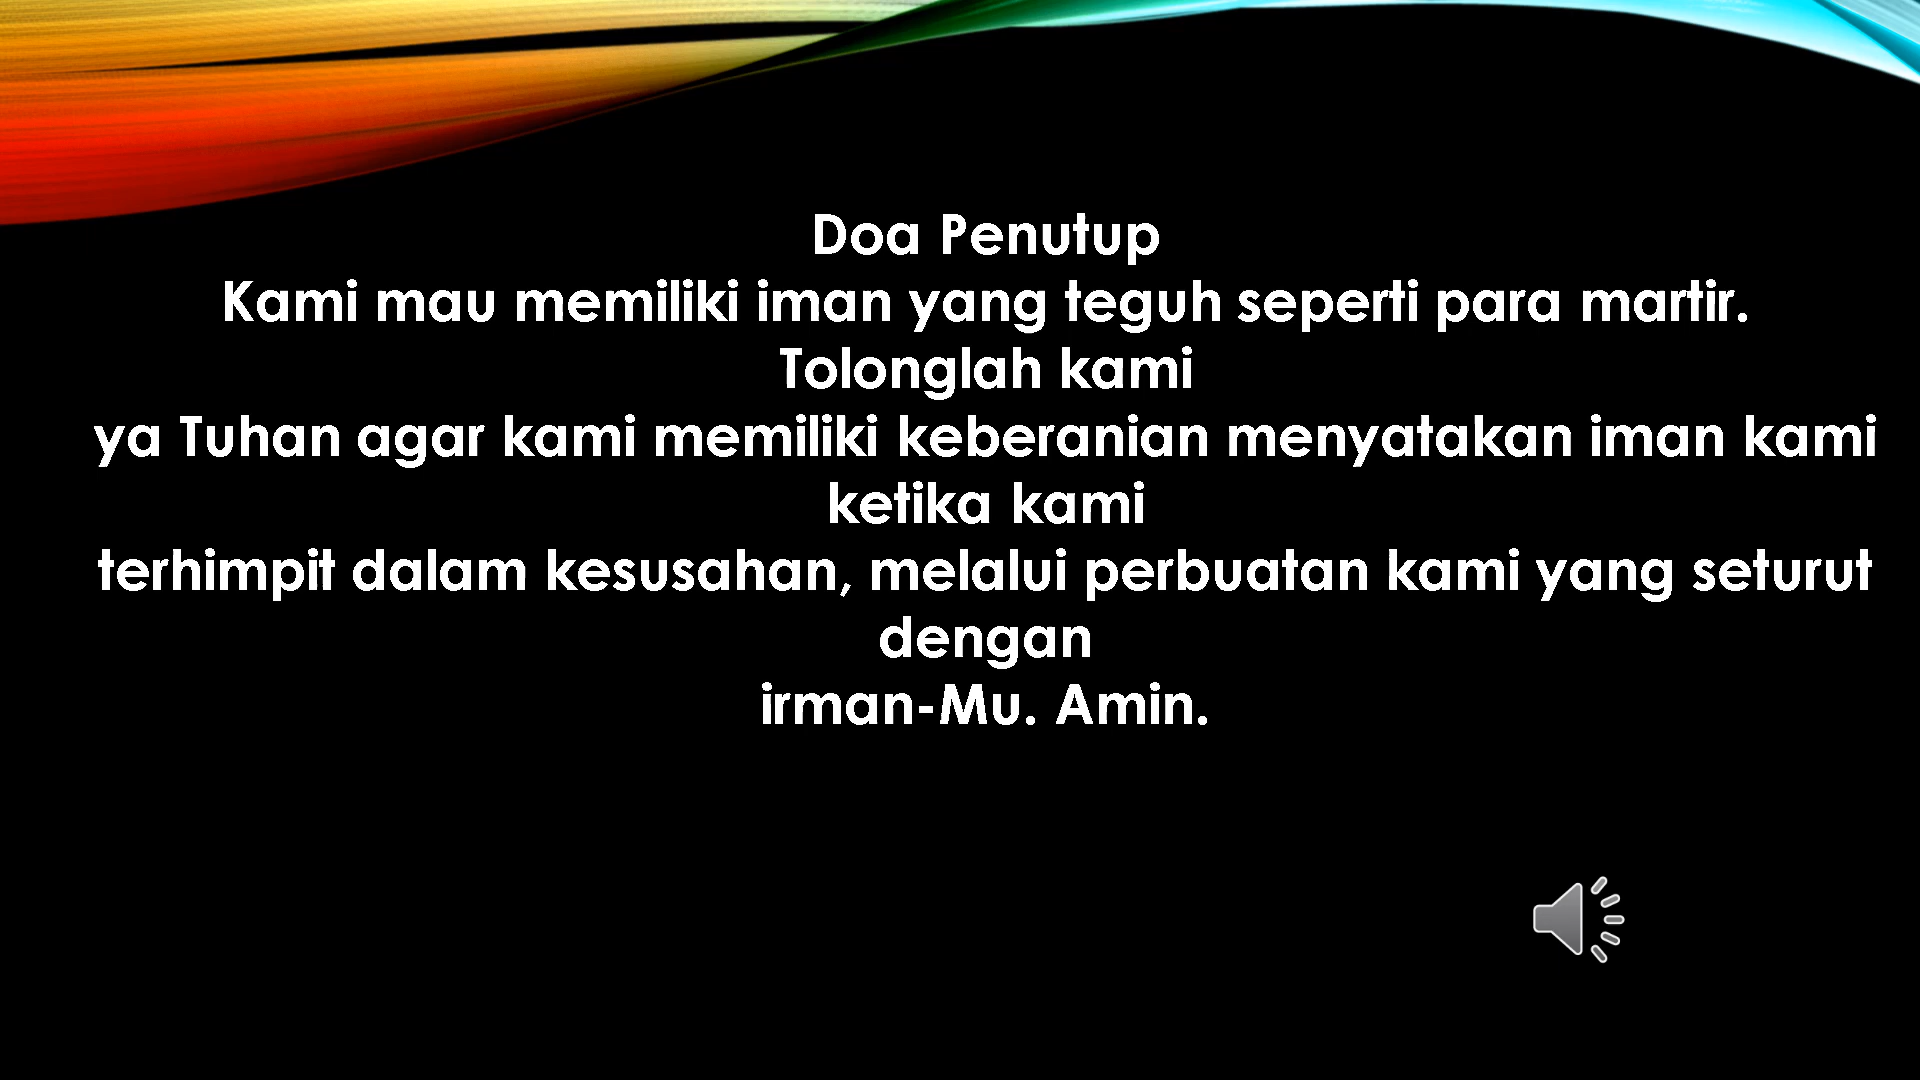 Doa Penutup
Kami mau memiliki iman yang teguh seperti para martir.
Tolonglah kami
ya Tuhan agar kami memiliki keberanian menyatakan iman kami
ketika kami
terhimpit dalam kesusahan, melalui perbuatan kami yang seturut
dengan
irman-Mu. Amin.